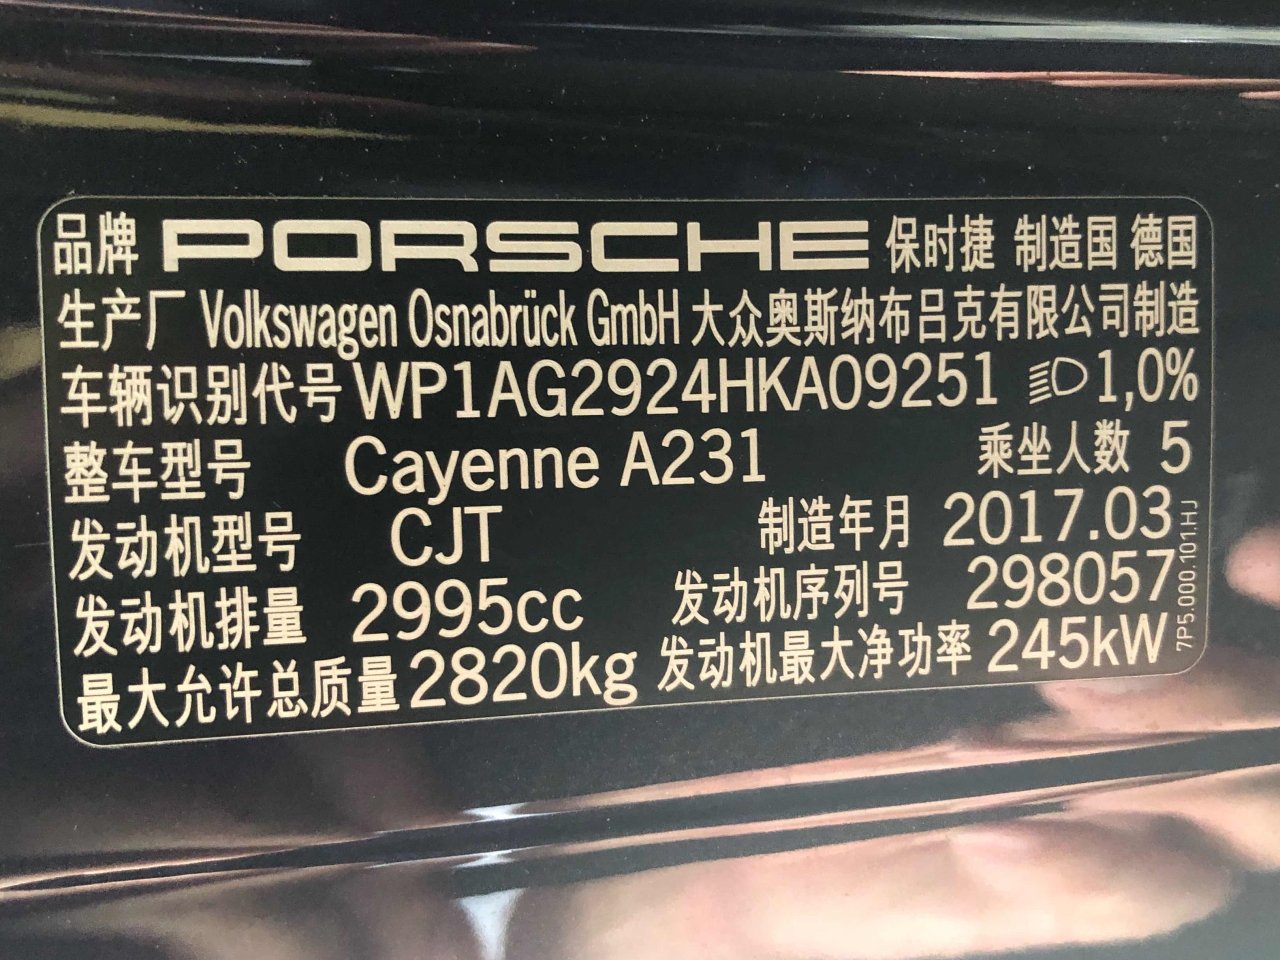 品牌 PORSCHE 保时捷 制造国 德国
生产厂 Volkswagen Osnabrück GmbH 大众奥斯纳布吕克有限公司制造
车辆识别代号 WP1AG2924HKA09251 1,0%
整车型号 Cayenne A231 乘坐人数 5
发动机型号 CJT 制造年月 2017.03
发动机排量 2995cc 发动机序列号 298057
最大允许总质量 2820kg 发动机最大净功率 245kW
7P5.000.101.HJ